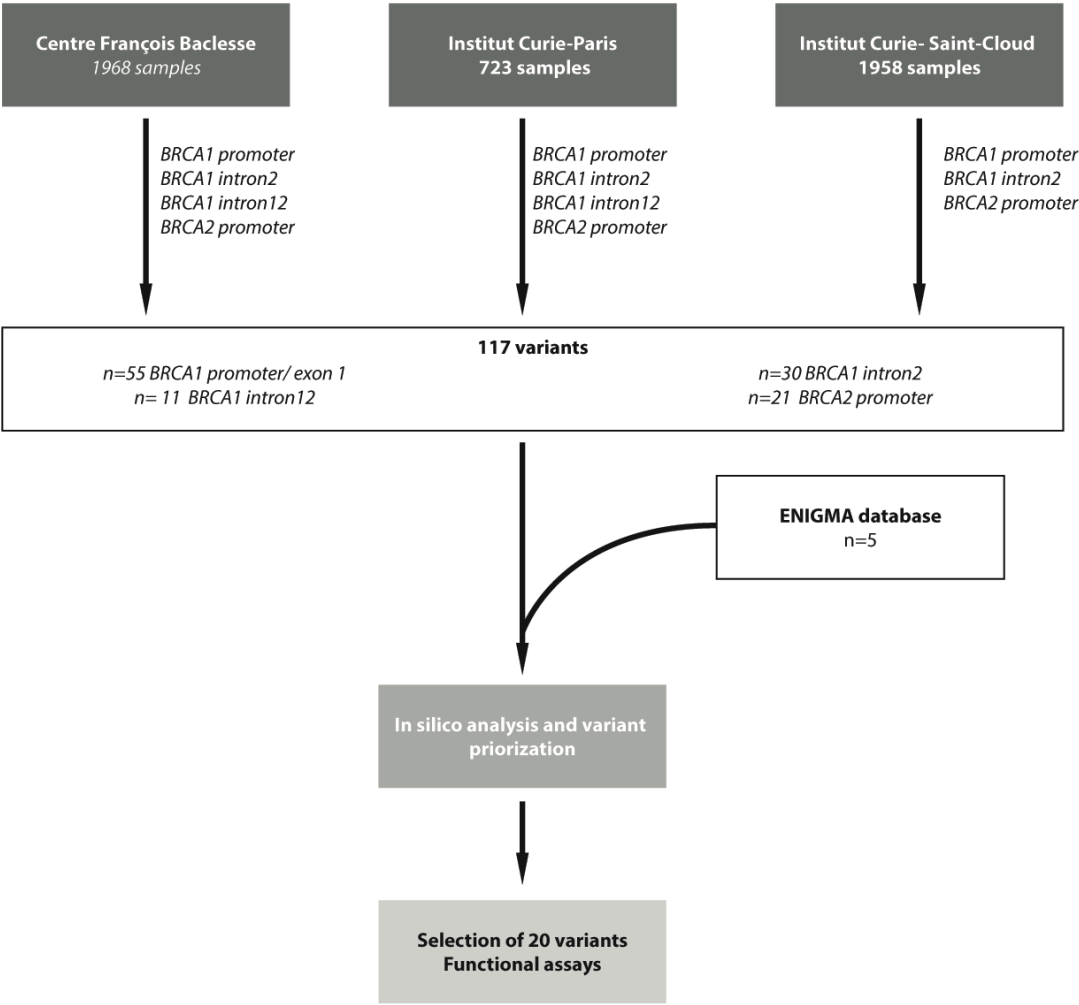 Centre François Baclesse
1968 samples
Institut Curie-Paris
723 samples
Institut Curie- Saint-Cloud
1958 samples
BRCA1 promoter
BRCA1 intron2
BRCA1 intron12
BRCA2 promoter
BRCA1 promoter
BRCA1 intron2
BRCA1 intron12
BRCA2 promoter
BRCA1 promoter
BRCA1 intron2
BRCA2 promoter
117 variants
n=55 BRCA1 promoter/ exon 1
n= 11 BRCA1 intron12
n=30 BRCA1 intron2
n=21 BRCA2 promoter
ENIGMA database
n=5
In silico analysis and variant
priorization
Selection of 20 variants
Functional assays